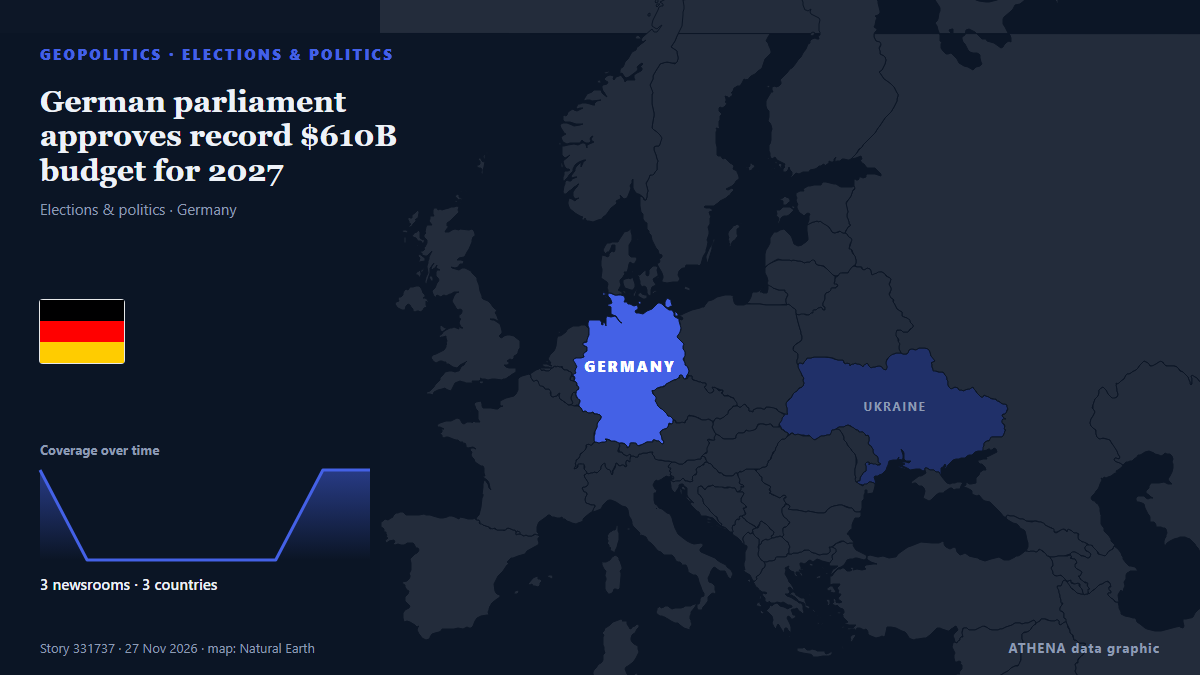 GEOPOLITICS · ELECTIONS & POLITICS
German parliament
approves record $610B
budget for 2027
Elections & politics · Germany
GERMANY
UKRAINE
Coverage over time
3 newsrooms · 3 countries
Story 331737 · 27 Nov 2026 · map: Natural Earth
ATHENA data graphic